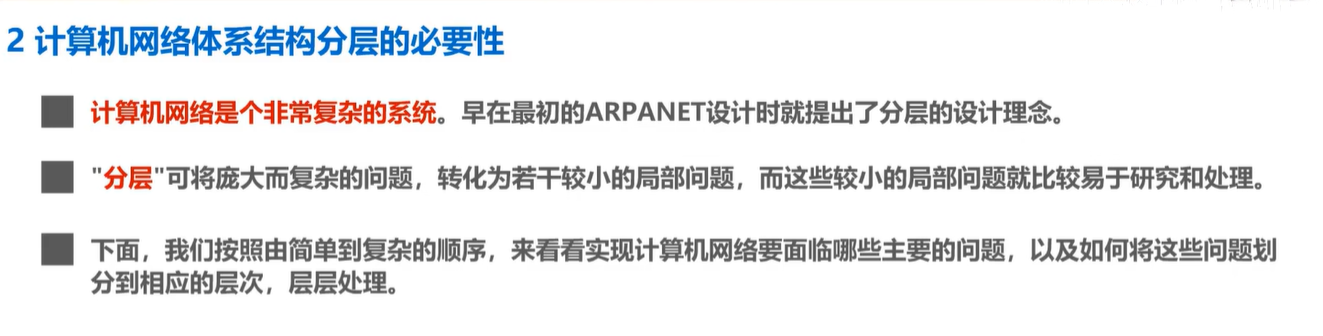 2 计算机网络体系结构分层的必要性
计算机网络是个非常复杂的系统。早在最初的ARPANET设计时就提出了分层的设计理念。
"分层"可将庞大而复杂的问题，转化为若干较小的局部问题，而这些较小的局部问题就比较易于研究和处理。
下面，我们按照由简单到复杂的顺序，来看看实现计算机网络要面临哪些主要的问题，以及如何将这些问题划
分到相应的层次，层层处理。